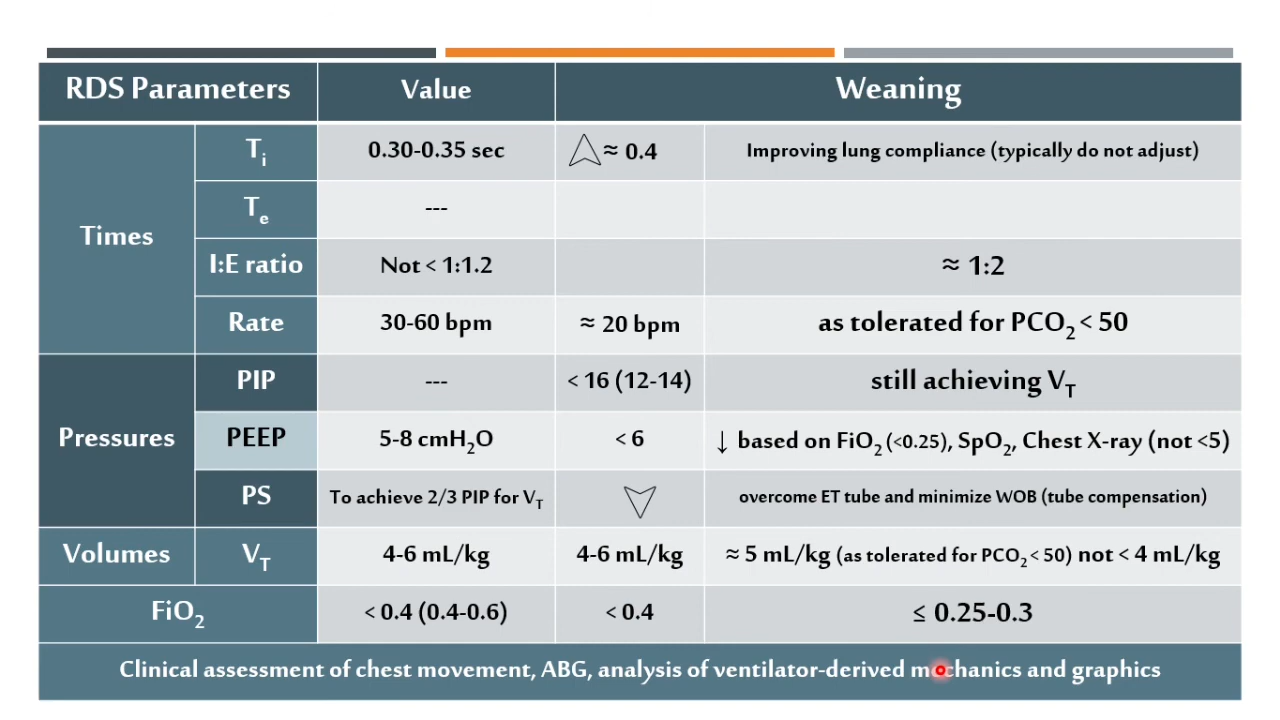 RDS Parameters Value Weaning
Times
Ti 0.30-0.35 sec ≈ 0.4 Improving lung compliance (typically do not adjust)
Te ---
I:E ratio Not < 1:1.2 ≈ 1:2
Rate 30-60 bpm ≈ 20 bpm as tolerated for PCO₂ < 50
Pressures
PIP --- < 16 (12-14) still achieving VT
PEEP 5-8 cmH₂O < 6 ↓ based on FiO₂ (<0.25), SpO₂, Chest X-ray (not <5)
PS To achieve 2/3 PIP for VT overcome ET tube and minimize WOB (tube compensation)
Volumes VT 4-6 mL/kg 4-6 mL/kg ≈ 5 mL/kg (as tolerated for PCO₂ < 50) not < 4 mL/kg
FiO₂ < 0.4 (0.4-0.6) < 0.4 ≤ 0.25-0.3
Clinical assessment of chest movement, ABG, analysis of ventilator-derived mechanics and graphics